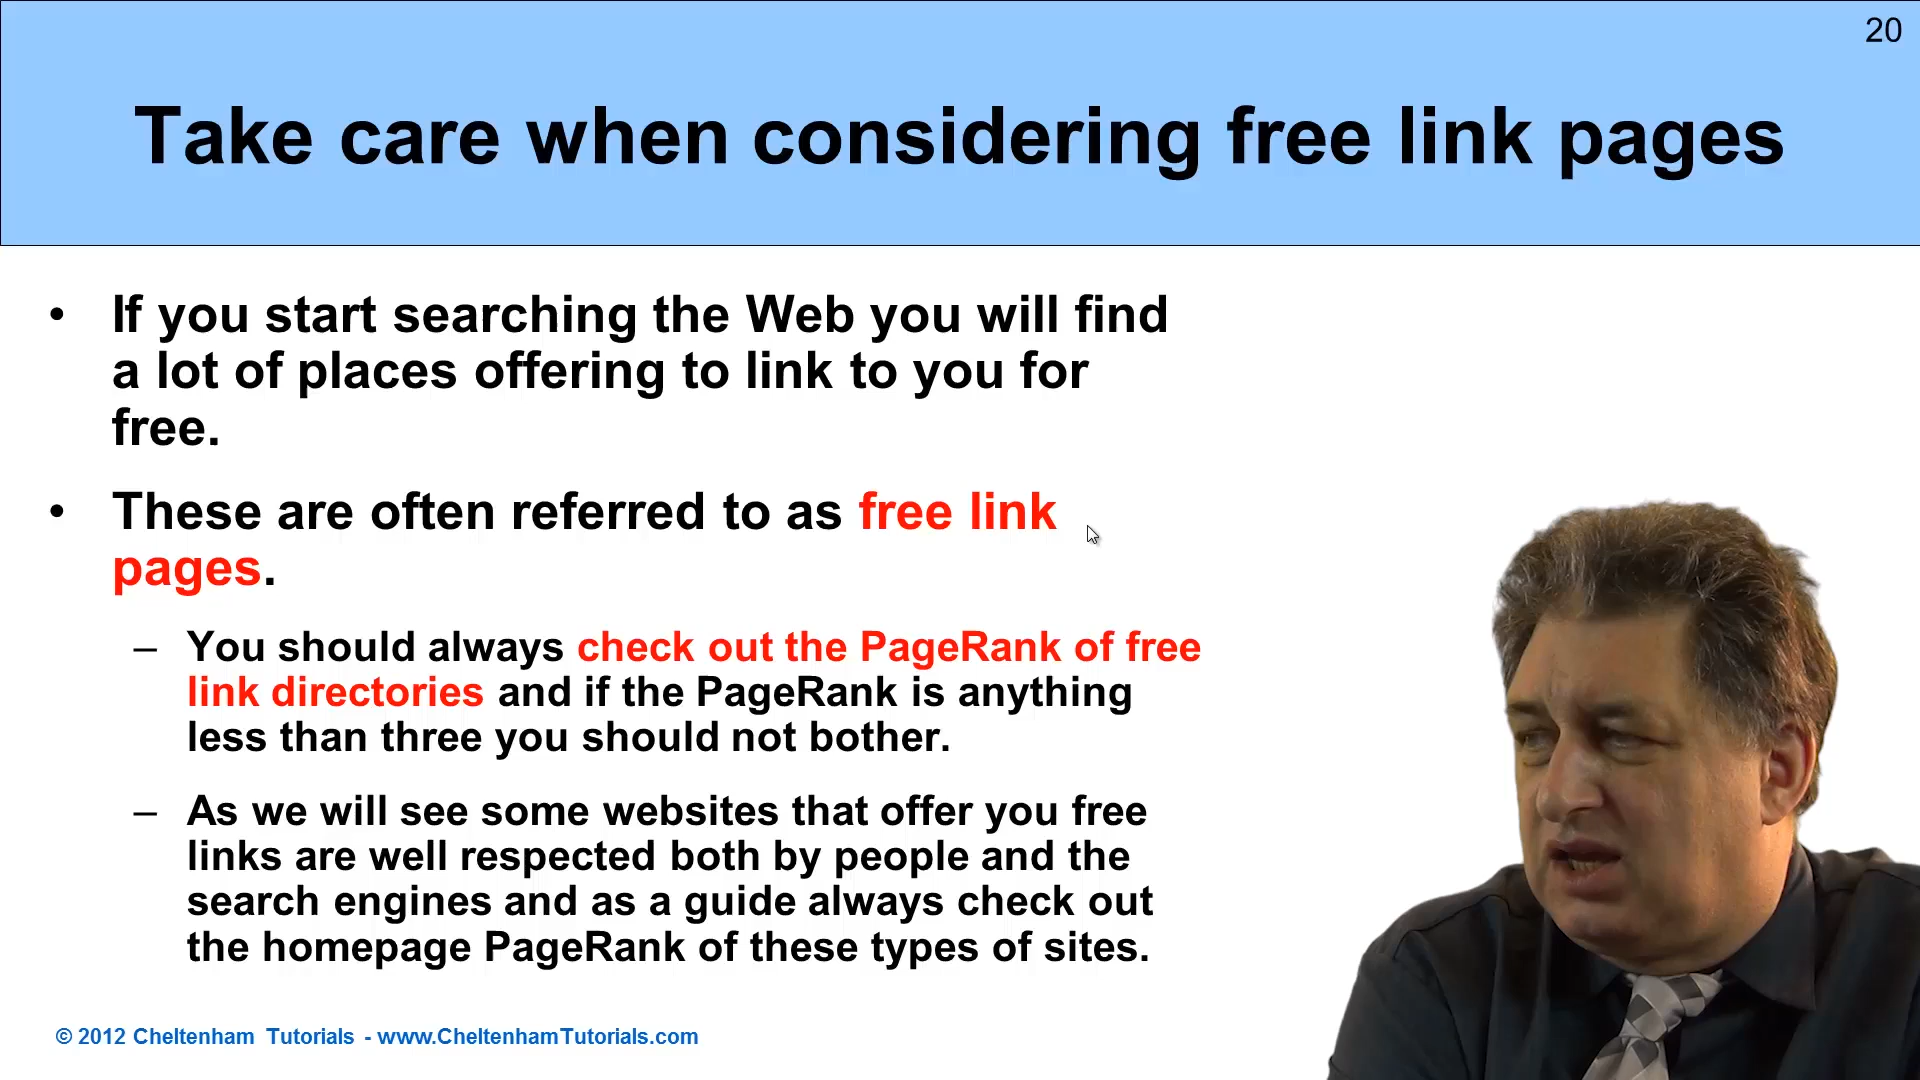 20
Take care when considering free link pages
• If you start searching the Web you will find
a lot of places offering to link to you for
free.
• These are often referred to as free link
pages.
– You should always check out the PageRank of free
link directories and if the PageRank is anything
less than three you should not bother.
– As we will see some websites that offer you free
links are well respected both by people and the
search engines and as a guide always check out
the homepage PageRank of these types of sites.
© 2012 Cheltenham Tutorials - www.CheltenhamTutorials.com